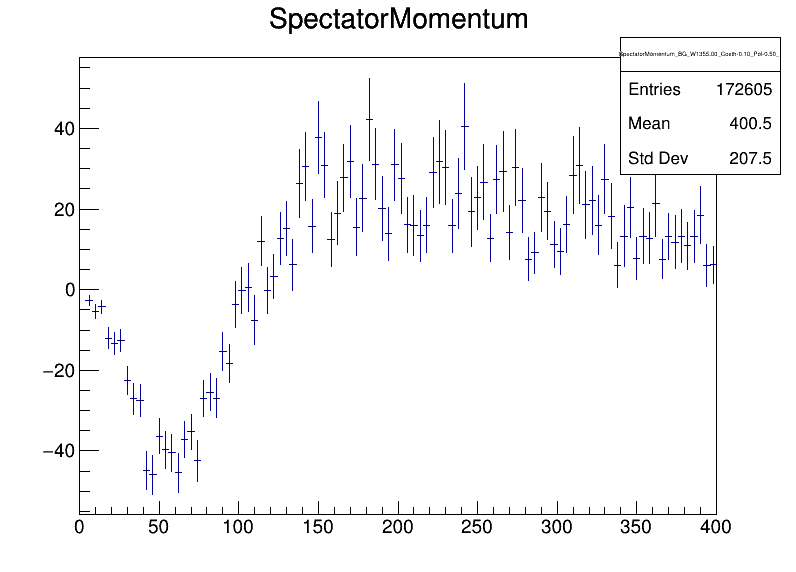 SpectatorMomentum
SpectatorMomentum_BG_W1355.00_Costh-0.10_Pol-0.50_
Entries 172605
Mean 400.5
Std Dev 207.5
40
20
0
−20
−40
0 50 100 150 200 250 300 350 400